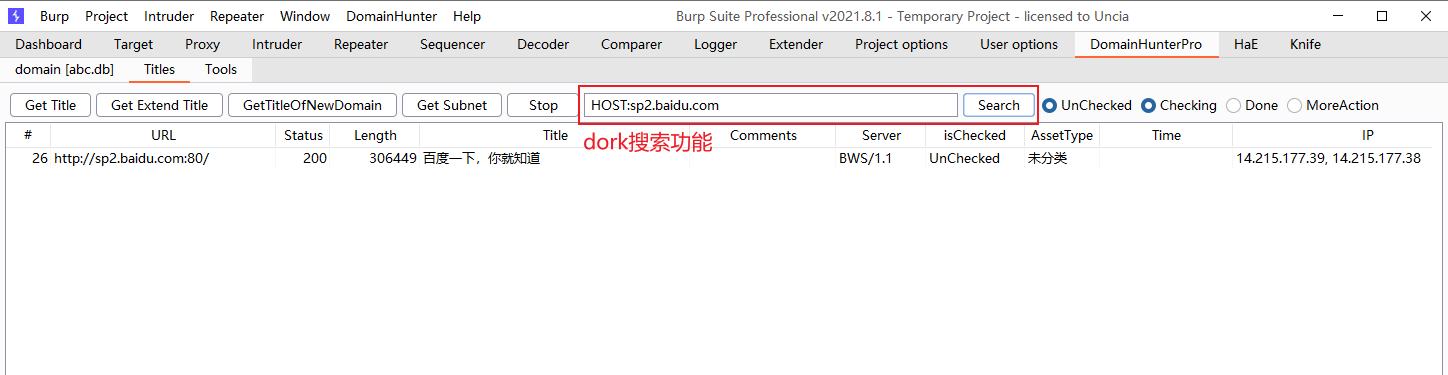 Burp Project Intruder Repeater Window DomainHunter Help Burp Suite Professional v2021.8.1 - Temporary Project - licensed to Uncia
Dashboard Target Proxy Intruder Repeater Sequencer Decoder Comparer Logger Extender Project options User options DomainHunterPro HaE Knife
domain [abc.db] Titles Tools
Get Title Get Extend Title GetTitleOfNewDomain Get Subnet Stop HOST:sp2.baidu.com Search UnChecked Checking Done MoreAction
# URL Status Length Title Comments Server isChecked AssetType Time IP
dork搜索功能
26 http://sp2.baidu.com:80/ 200 306449 百度一下，你就知道 BWS/1.1 UnChecked 未分类 14.215.177.39, 14.215.177.38